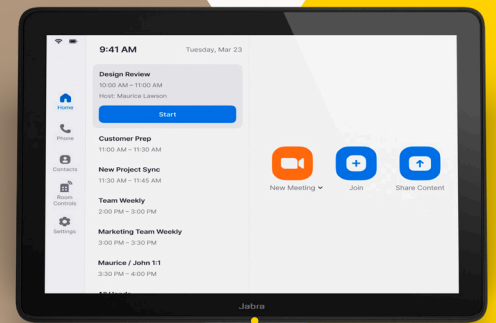 9:41 AM
Tuesday, Mar 23
Design Review
10:00 AM – 11:00 AM
Host: Maurice Lawson
Start
Customer Prep
11:00 AM – 11:30 AM
New Project Sync
11:30 AM – 11:45 AM
Team Weekly
2:00 PM – 3:00 PM
Marketing Team Weekly
3:00 PM – 3:30 PM
Maurice / John 1:1
3:30 PM – 4:00 PM
Home
Phone
Contacts
Room
Controls
Settings
New Meeting
Join
Share Content
Jabra